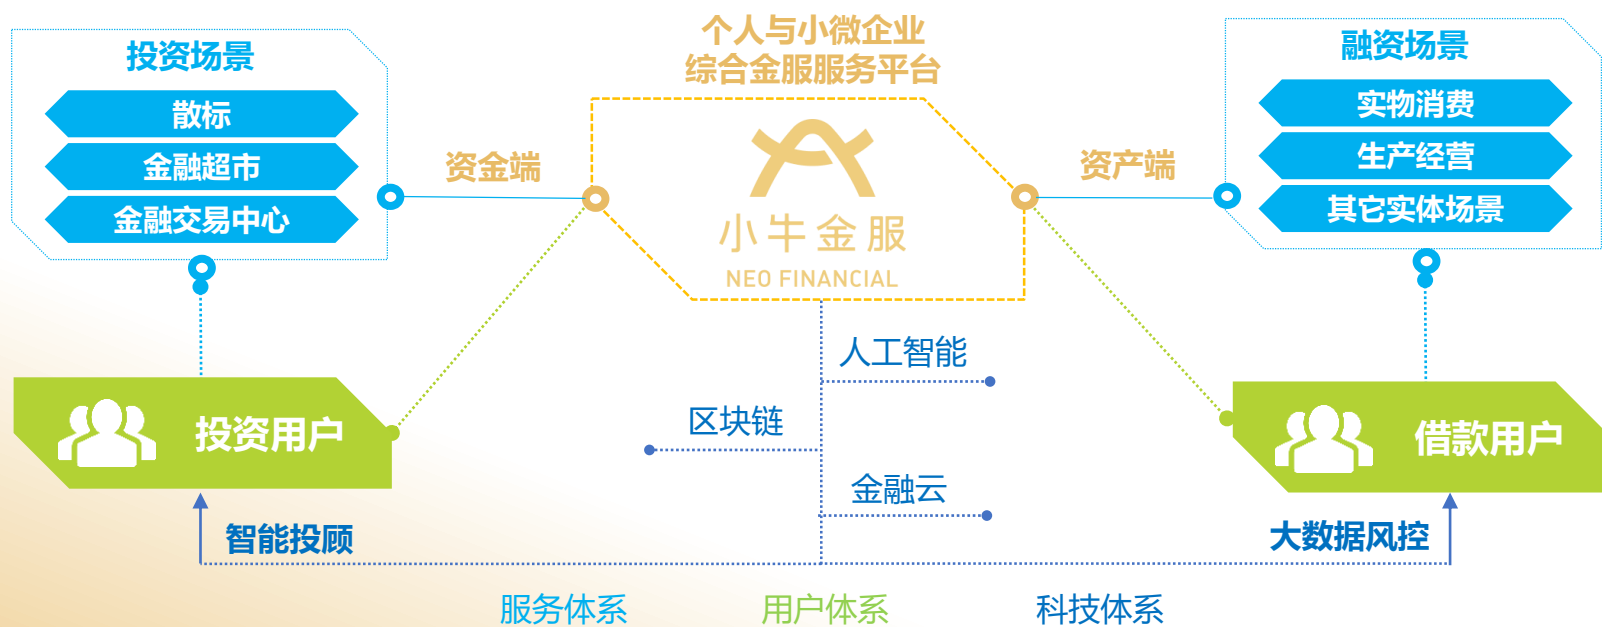 个人与小微企业
综合金服服务平台
投资场景
散标
金融超市
金融交易中心
资金端
小牛金服
NEO FINANCIAL
资产端
融资场景
实物消费
生产经营
其它实体场景
人工智能
区块链
金融云
投资用户
借款用户
智能投顾
大数据风控
服务体系
用户体系
科技体系